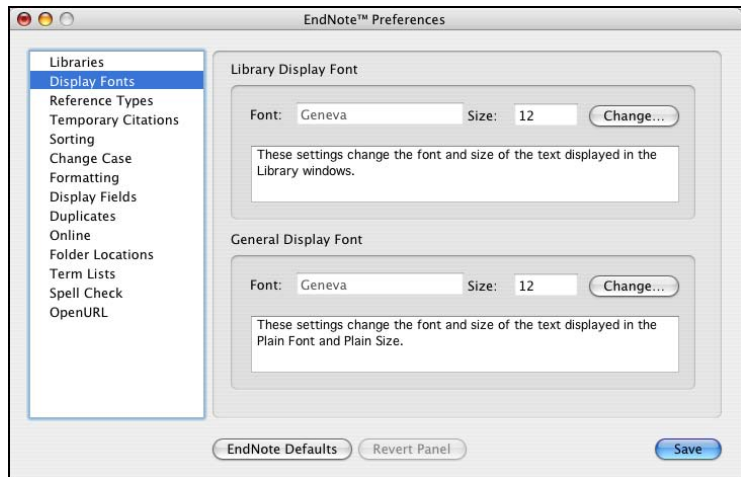 EndNote™ Preferences
Libraries
Display Fonts
Reference Types
Temporary Citations
Sorting
Change Case
Formatting
Display Fields
Duplicates
Online
Folder Locations
Term Lists
Spell Check
OpenURL
Library Display Font
Font: Geneva Size: 12 Change...
These settings change the font and size of the text displayed in the
Library windows.
General Display Font
Font: Geneva Size: 12 Change...
These settings change the font and size of the text displayed in the
Plain Font and Plain Size.
EndNote Defaults Revert Panel Save